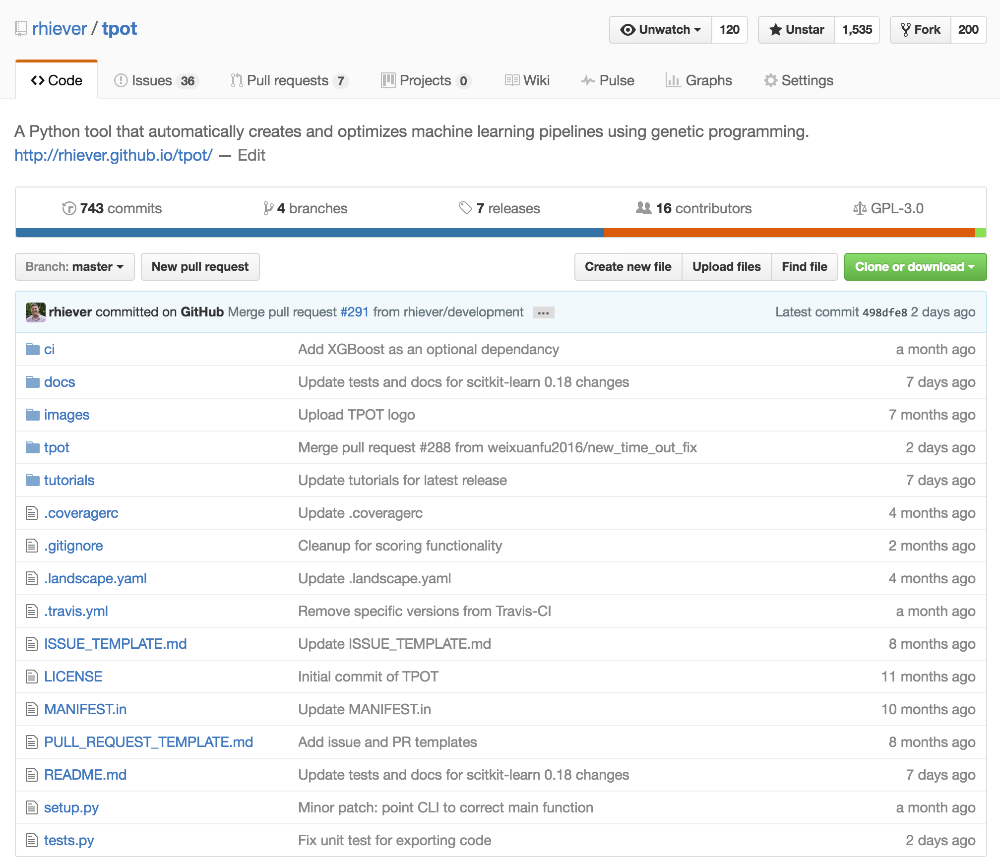 rhiever / tpot Unwatch 120 Unstar 1,535 Fork 200
Code Issues 36 Pull requests 7 Projects 0 Wiki Pulse Graphs Settings
A Python tool that automatically creates and optimizes machine learning pipelines using genetic programming.
http://rhiever.github.io/tpot/ — Edit
743 commits 4 branches 7 releases 16 contributors GPL-3.0
Branch: master New pull request Create new file Upload files Find file Clone or download
rhiever committed on GitHub Merge pull request #291 from rhiever/development ... Latest commit 498dfe8 2 days ago
ci Add XGBoost as an optional dependancy a month ago
docs Update tests and docs for scitkit-learn 0.18 changes 7 days ago
images Upload TPOT logo 7 months ago
tpot Merge pull request #288 from weixuanfu2016/new_time_out_fix 2 days ago
tutorials Update tutorials for latest release 7 days ago
.coveragerc Update .coveragerc 4 months ago
.gitignore Cleanup for scoring functionality 2 months ago
.landscape.yaml Update .landscape.yaml 4 months ago
.travis.yml Remove specific versions from Travis-CI a month ago
ISSUE_TEMPLATE.md Update ISSUE_TEMPLATE.md 8 months ago
LICENSE Initial commit of TPOT 11 months ago
MANIFEST.in Update MANIFEST.in 10 months ago
PULL_REQUEST_TEMPLATE.md Add issue and PR templates 8 months ago
README.md Update tests and docs for scitkit-learn 0.18 changes 7 days ago
setup.py Minor patch: point CLI to correct main function a month ago
tests.py Fix unit test for exporting code 2 days ago